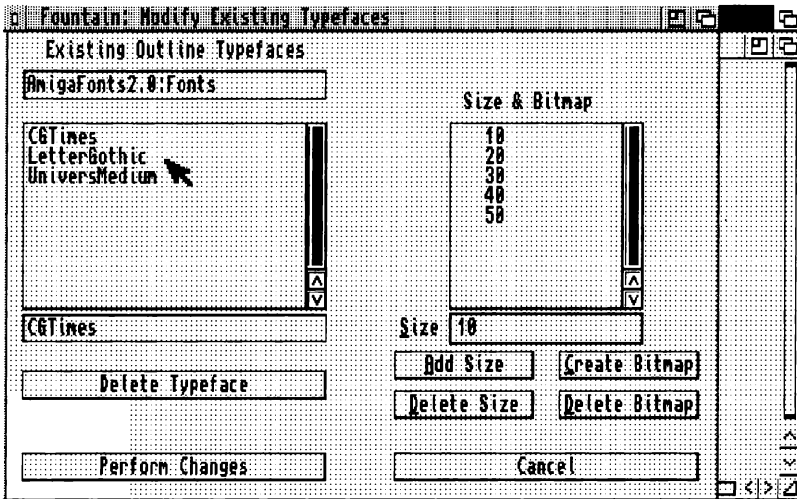 Fountain: Modify Existing Typefaces
Existing Outline Typefaces
AmigaFonts2.0:Fonts
CGTimes
LetterGothic
UniversMedium
CGTimes
Delete Typeface
Perform Changes
Size & Bitmap
10
20
30
40
50
Size 10
Add Size
Create Bitmap
Delete Size
Delete Bitmap
Cancel